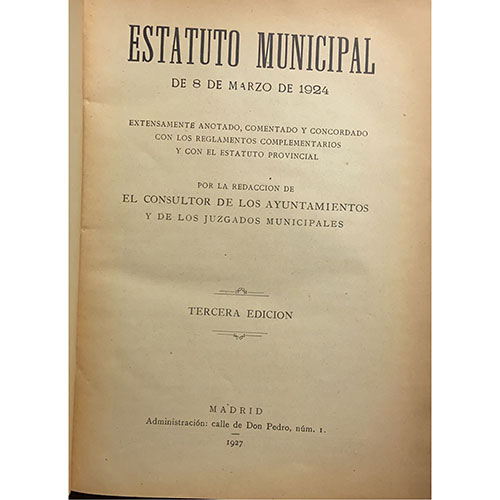 ESTATUTO MUNICIPAL
DE 8 DE MARZO DE 1924
EXTENSAMENTE ANOTADO, COMENTADO Y CONCORDADO
CON LOS REGLAMENTOS COMPLEMENTARIOS
Y CON EL ESTATUTO PROVINCIAL
POR LA REDACCION DE
EL CONSULTOR DE LOS AYUNTAMIENTOS
Y DE LOS JUZGADOS MUNICIPALES
TERCERA EDICION
MADRID
Administración: calle de Don Pedro, núm. 1.
1927